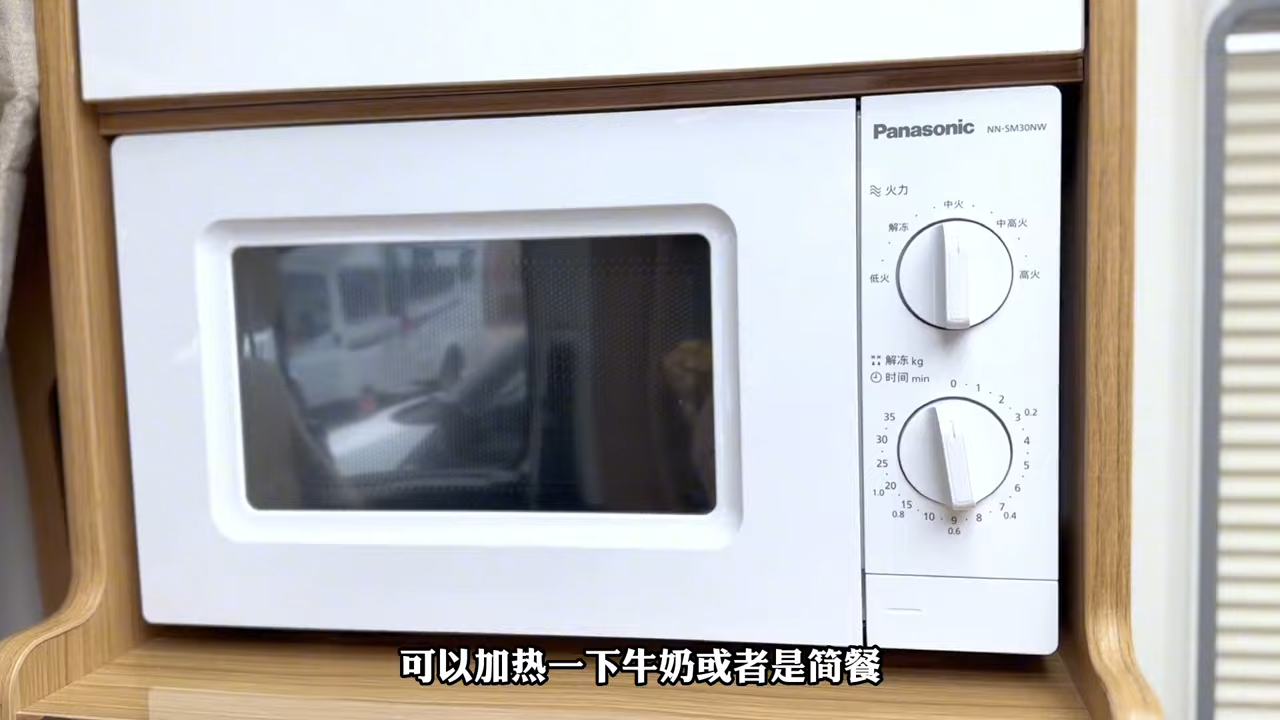 Panasonic NN-SM30NW
火力
中火
解冻 中高火
低火 高火
解冻 kg
时间 min
0 1 2 3 0.2 4 5 6 7 0.4 8 9 0.6 10 15 0.8 20 1.0 25 30 35
可以加热一下牛奶或者是简餐